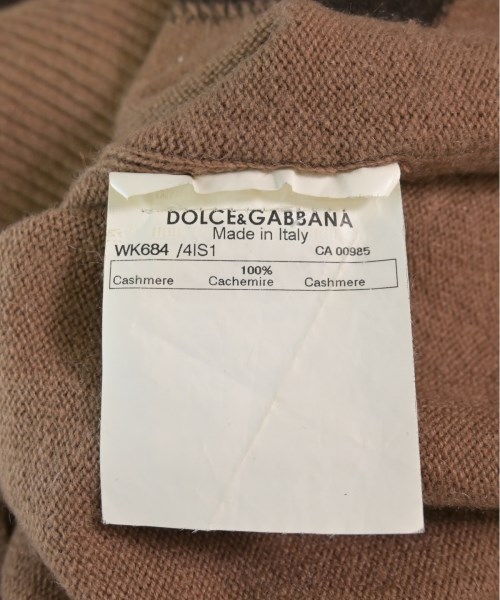 DOLCE&GABBANA
Made in Italy
WK684 /4IS1 CA 00985
100%
Cashmere Cachemire Cashmere